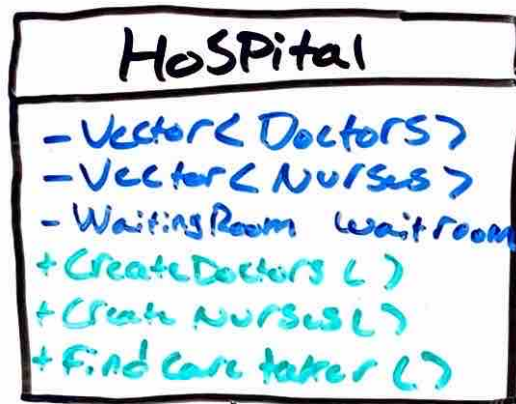 Hospital
- Vector< Doctors >
- Vector< Nurses >
- WaitingRoom waitroom
+ CreateDoctors ( )
+ Create Nurses ( )
+ Find care taker ( )